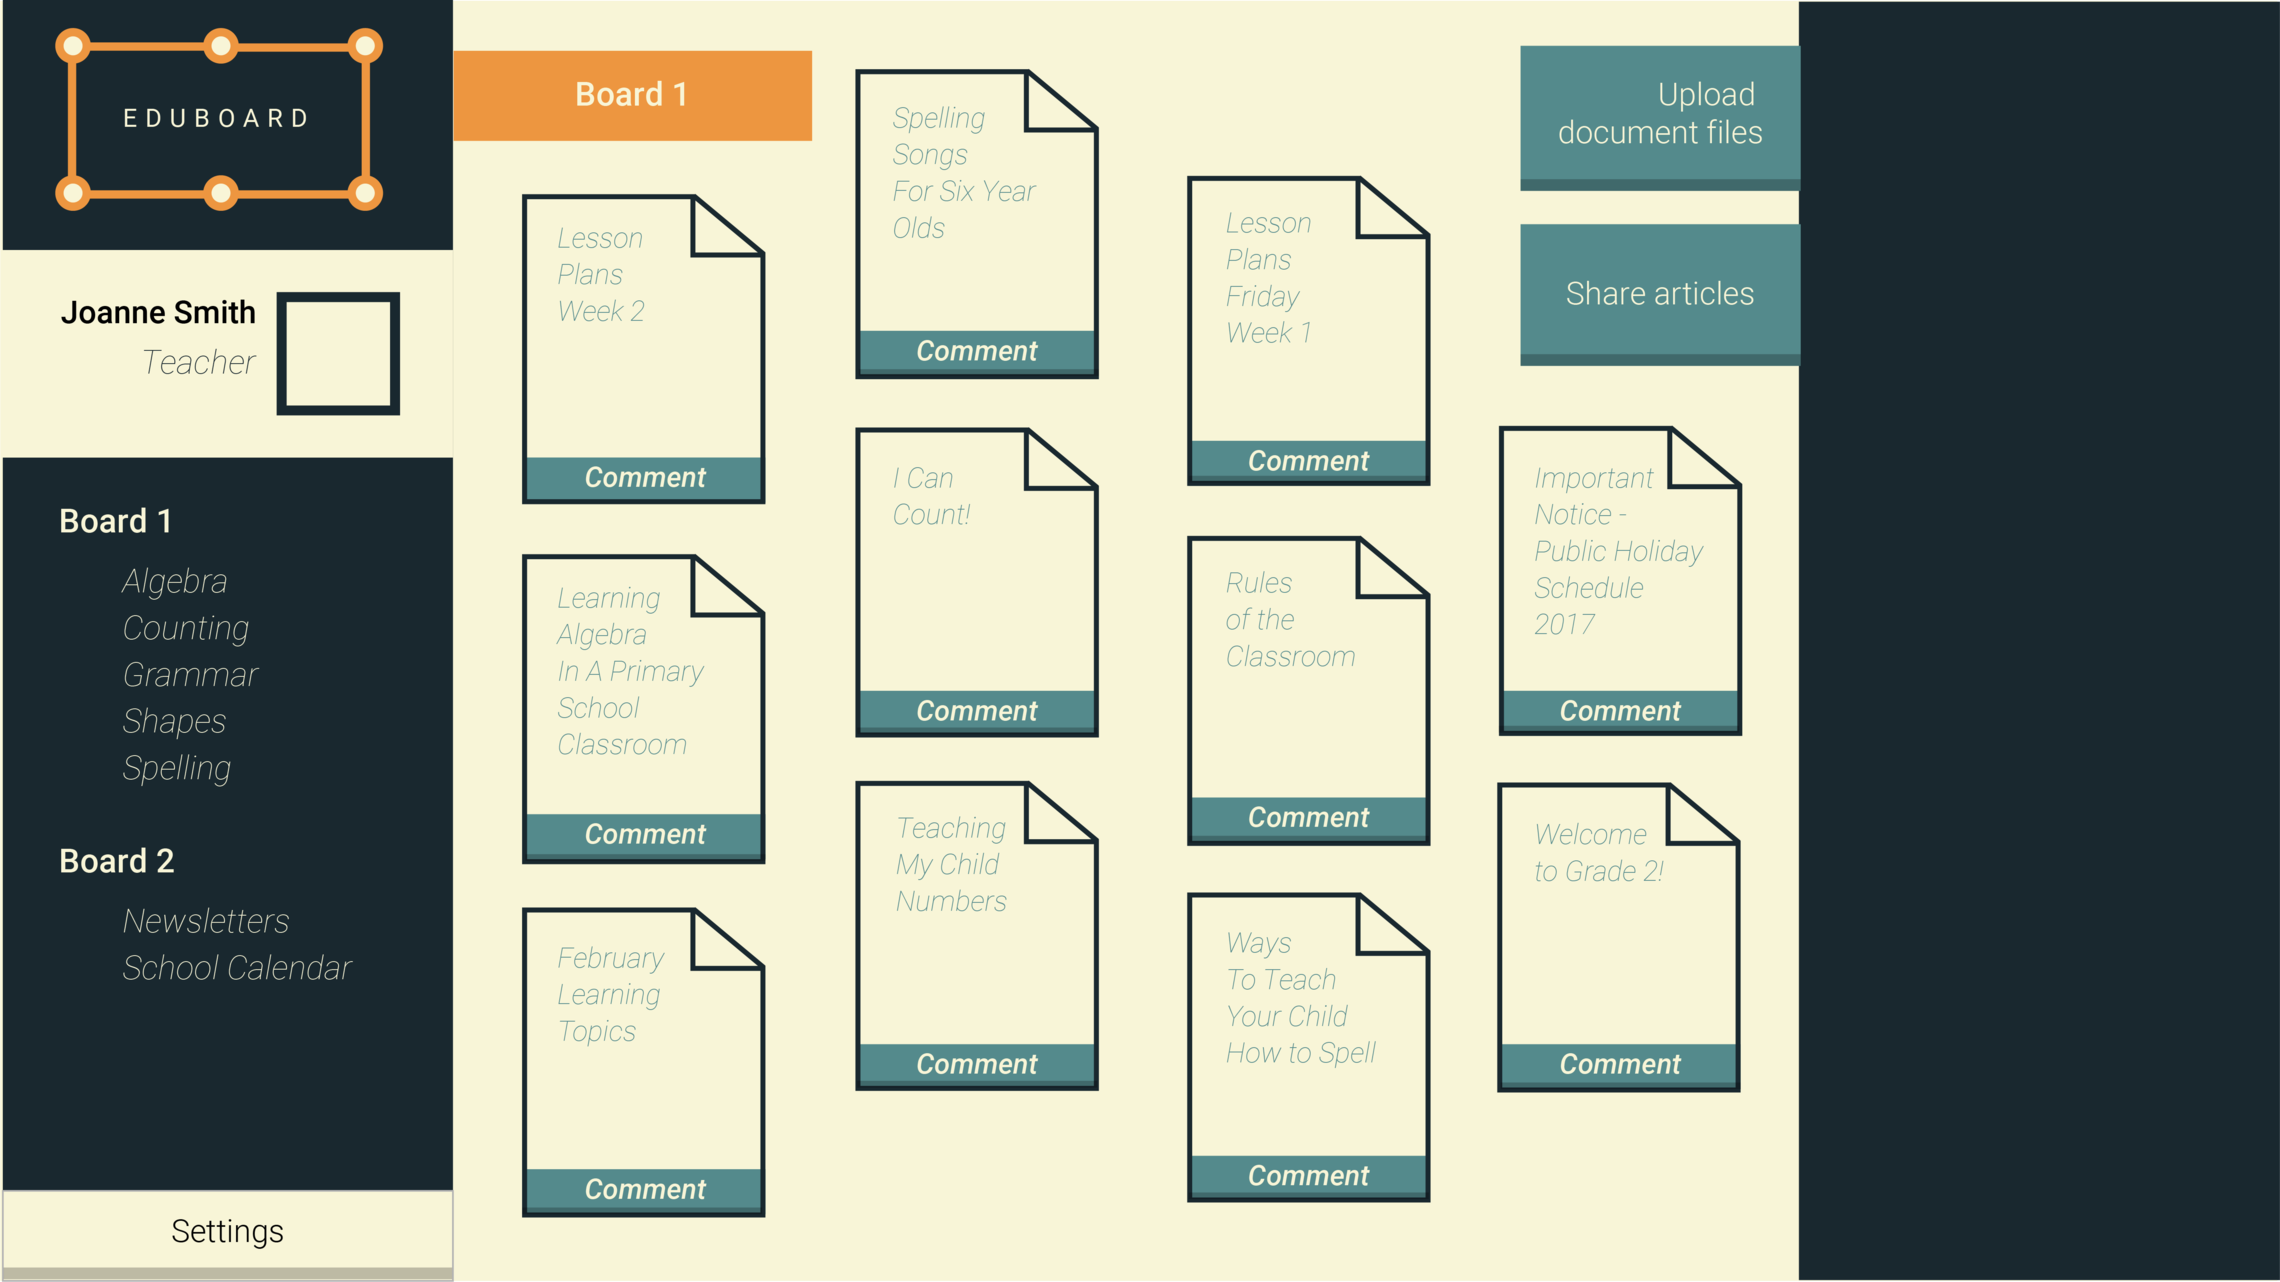 EDUBOARD
Joanne Smith
Teacher
Board 1
Algebra
Counting
Grammar
Shapes
Spelling
Board 2
Newsletters
School Calendar
Settings
Board 1
Lesson
Plans
Week 2
Comment
Learning
Algebra
In A Primary
School
Classroom
Comment
February
Learning
Topics
Comment
Spelling
Songs
For Six Year
Olds
Comment
I Can
Count!
Comment
Teaching
My Child
Numbers
Comment
Lesson
Plans
Friday
Week 1
Comment
Rules
of the
Classroom
Comment
Ways
To Teach
Your Child
How to Spell
Comment
Upload
document files
Share articles
Important
Notice -
Public Holiday
Schedule
2017
Comment
Welcome
to Grade 2!
Comment